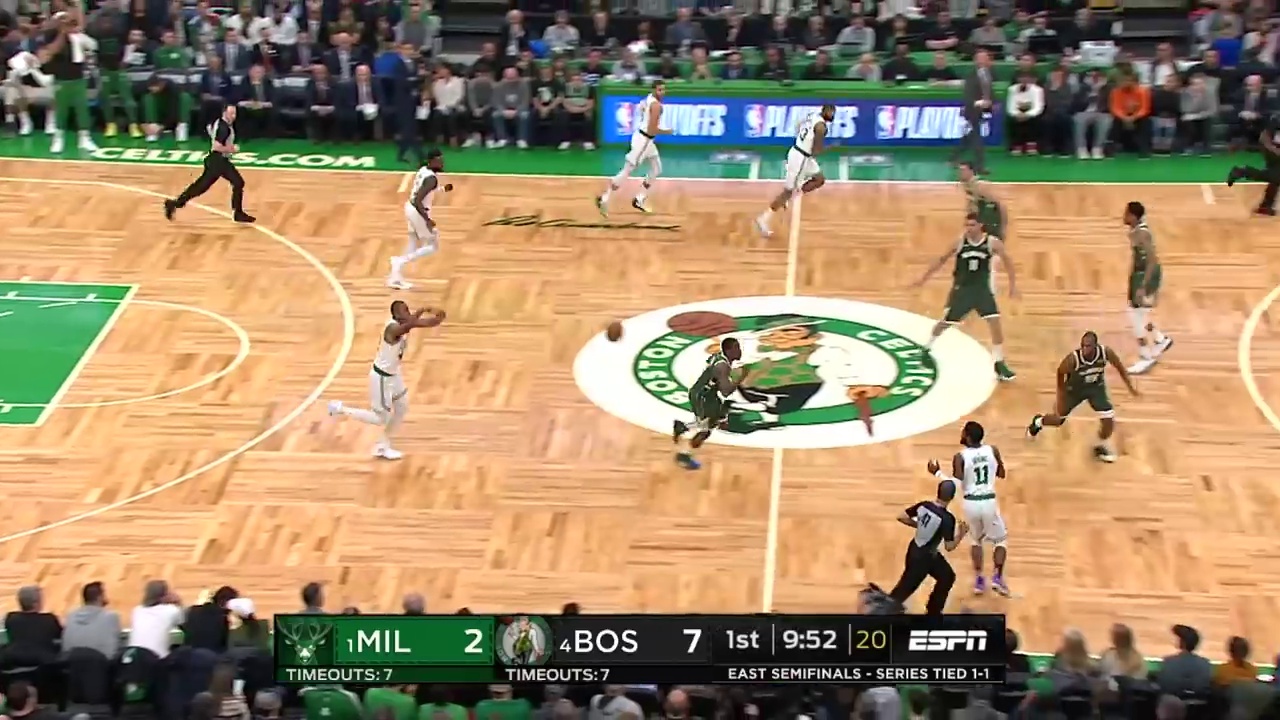 PLAYOFFS
PLAYOFFS
PLAYOFFS
CELTICS.COM
BOSTON CELTICS
11
1MIL 2 4BOS 7 1st 9:52 20 ESPN
TIMEOUTS: 7 TIMEOUTS: 7 EAST SEMIFINALS - SERIES TIED 1-1